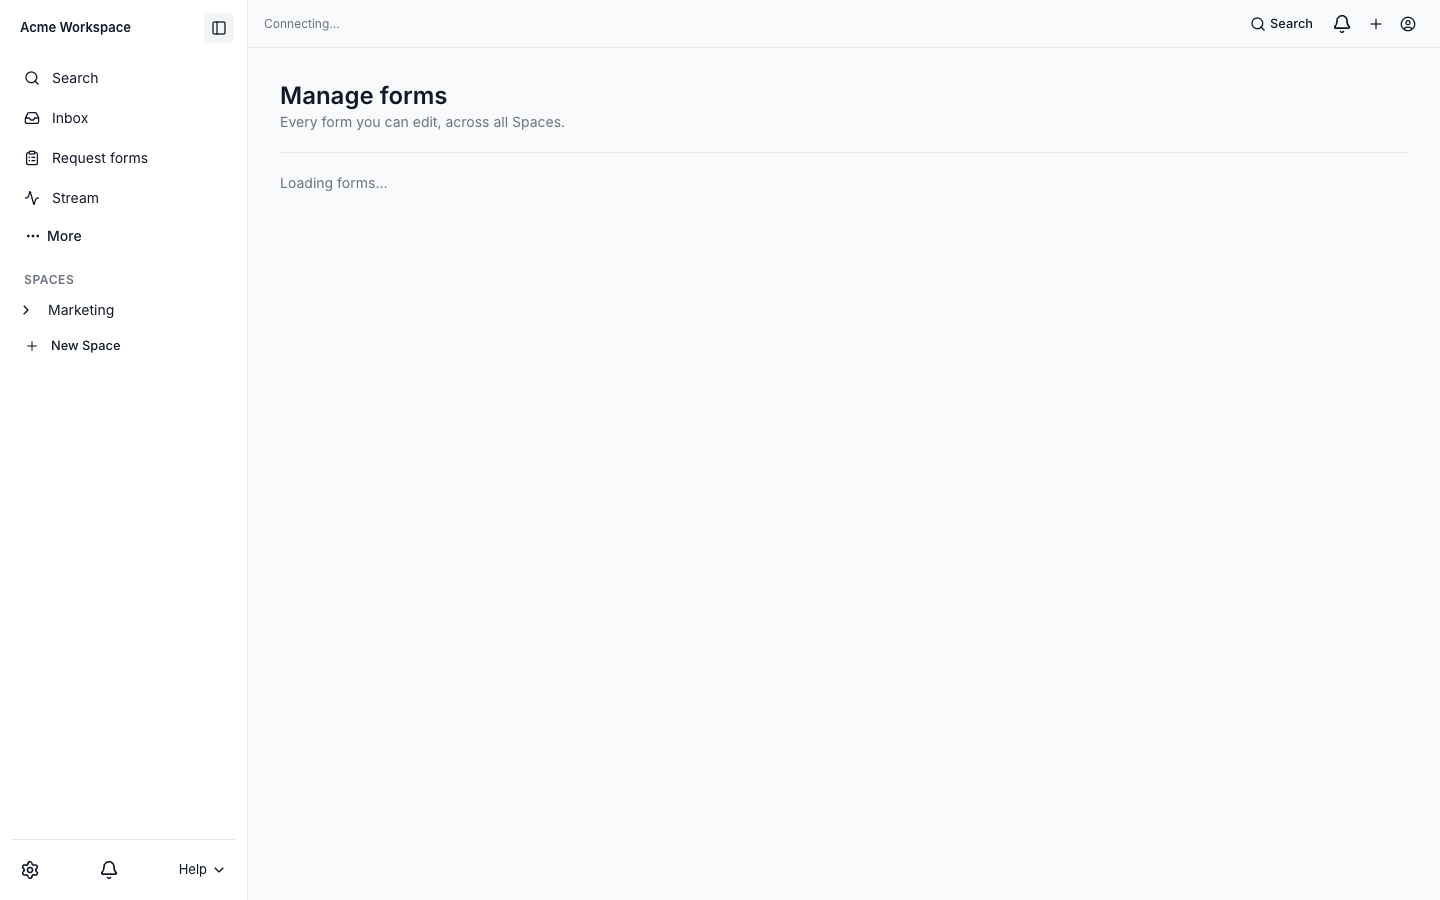 Acme Workspace
Search
Inbox
Request forms
Stream
More
SPACES
Marketing
New Space
Help
Connecting...
Search
Manage forms
Every form you can edit, across all Spaces.
Loading forms...